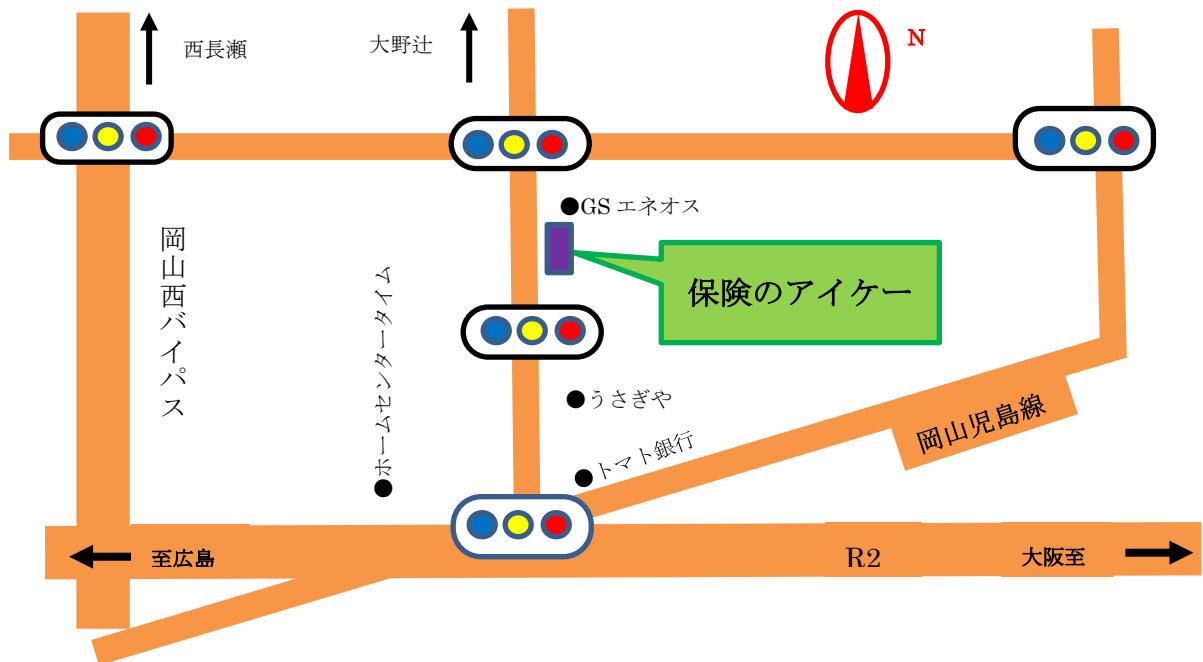 西長瀬
大野辻
N
GSエネオス
岡山西バイパス
保険のアイケー
ホームセンタータイム
うさぎや
岡山児島線
トマト銀行
至広島
R2
大阪至